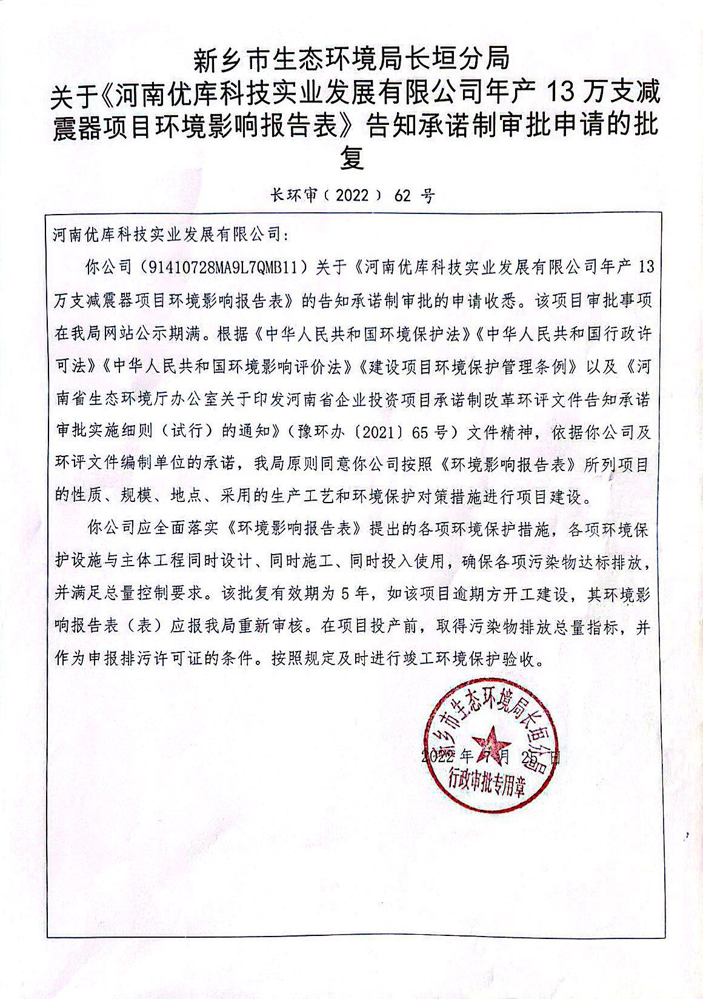 新乡市生态环境局长垣分局
关于《河南优库科技实业发展有限公司年产 13 万支减
震器项目环境影响报告表》告知承诺制审批申请的批
复
长环审﹝2022﹞ 62 号
河南优库科技实业发展有限公司:
你公司（91410728MA9L7QMB11）关于《河南优库科技实业发展有限公司年产 13
万支减震器项目环境影响报告表》的告知承诺制审批的申请收悉。该项目审批事项
在我局网站公示期满。根据《中华人民共和国环境保护法》《中华人民共和国行政许
可法》《中华人民共和国环境影响评价法》《建设项目环境保护管理条例》以及《河
南省生态环境厅办公室关于印发河南省企业投资项目承诺制改革环评文件告知承诺
审批实施细则（试行）的通知》（豫环办〔2021〕65 号）文件精神，依据你公司及
环评文件编制单位的承诺，我局原则同意你公司按照《环境影响报告表》所列项目
的性质、规模、地点、采用的生产工艺和环境保护对策措施进行项目建设。
你公司应全面落实《环境影响报告表》提出的各项环境保护措施，各项环境保
护设施与主体工程同时设计、同时施工、同时投入使用，确保各项污染物达标排放，
并满足总量控制要求。该批复有效期为 5 年，如该项目逾期方开工建设，其环境影
响报告表（表）应报我局重新审核。在项目投产前，取得污染物排放总量指标，并
作为申报排污许可证的条件。按照规定及时进行竣工环境保护验收。
新乡市生态环境局长垣分局
2022 年 7 月 25 日
行政审批专用章